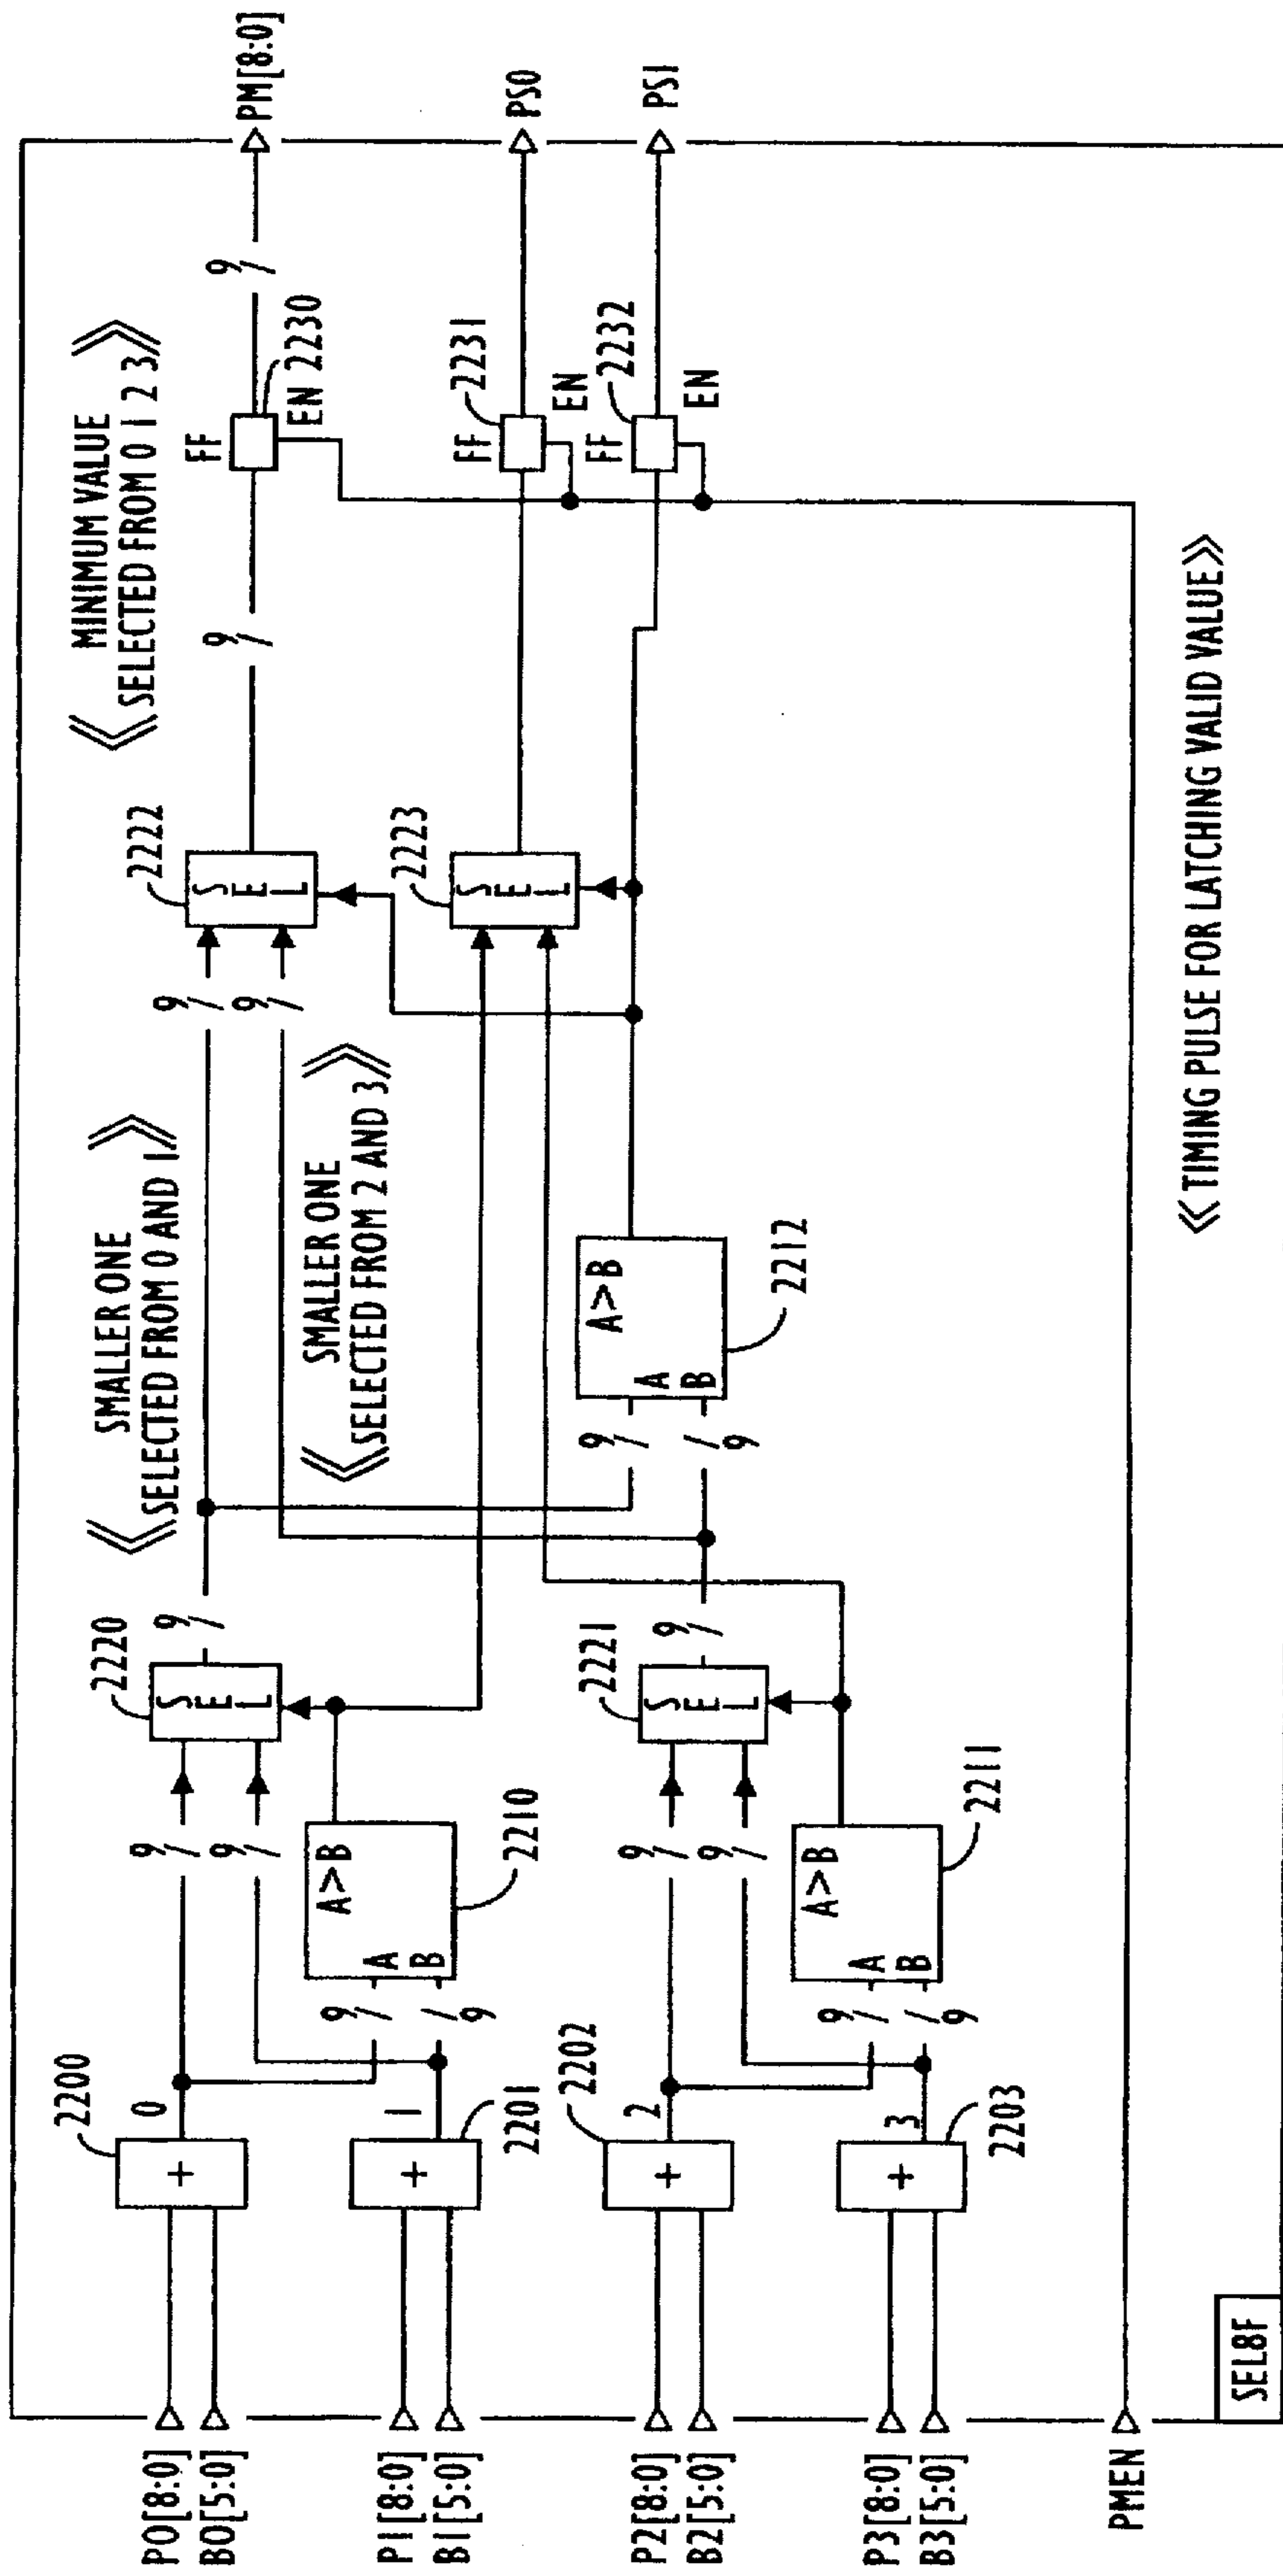 P0[8:0]
B0[5:0]
P1[8:0]
B1[5:0]
P2[8:0]
B2[5:0]
P3[8:0]
B3[5:0]
PMEN
SEL8F
2200
+
0
+
1
2201
2202
+
2
+
3
2203
9
9
9
9
A
B
A>B
2210
9
9
9
9
A
B
A>B
2211
2220
SEL
9
2221
SEL
9
SMALLER ONE
《SELECTED FROM 0 AND 1》
SMALLER ONE
《SELECTED FROM 2 AND 3》
9
9
A
B
A>B
2212
9
9
2222
SEL
2223
SEL
MINIMUM VALUE
《SELECTED FROM 0 1 2 3》
9
FF
EN 2230
9
FF
2231
EN
FF
2232
EN
PM[8:0]
PS0
PS1
《TIMING PULSE FOR LATCHING VALID VALUE》